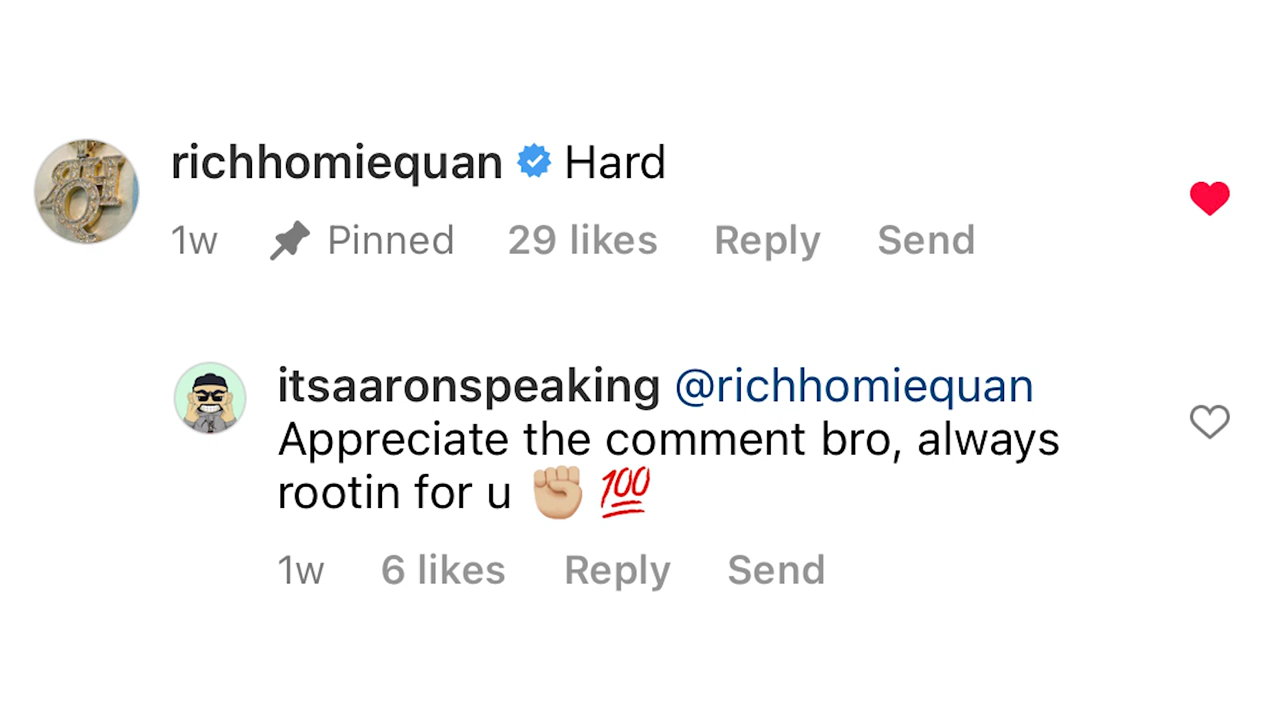 richhomiequan Hard
1w Pinned 29 likes Reply Send
itsaaronspeaking @richhomiequan
Appreciate the comment bro, always
rootin for u ✊🏼 💯
1w 6 likes Reply Send